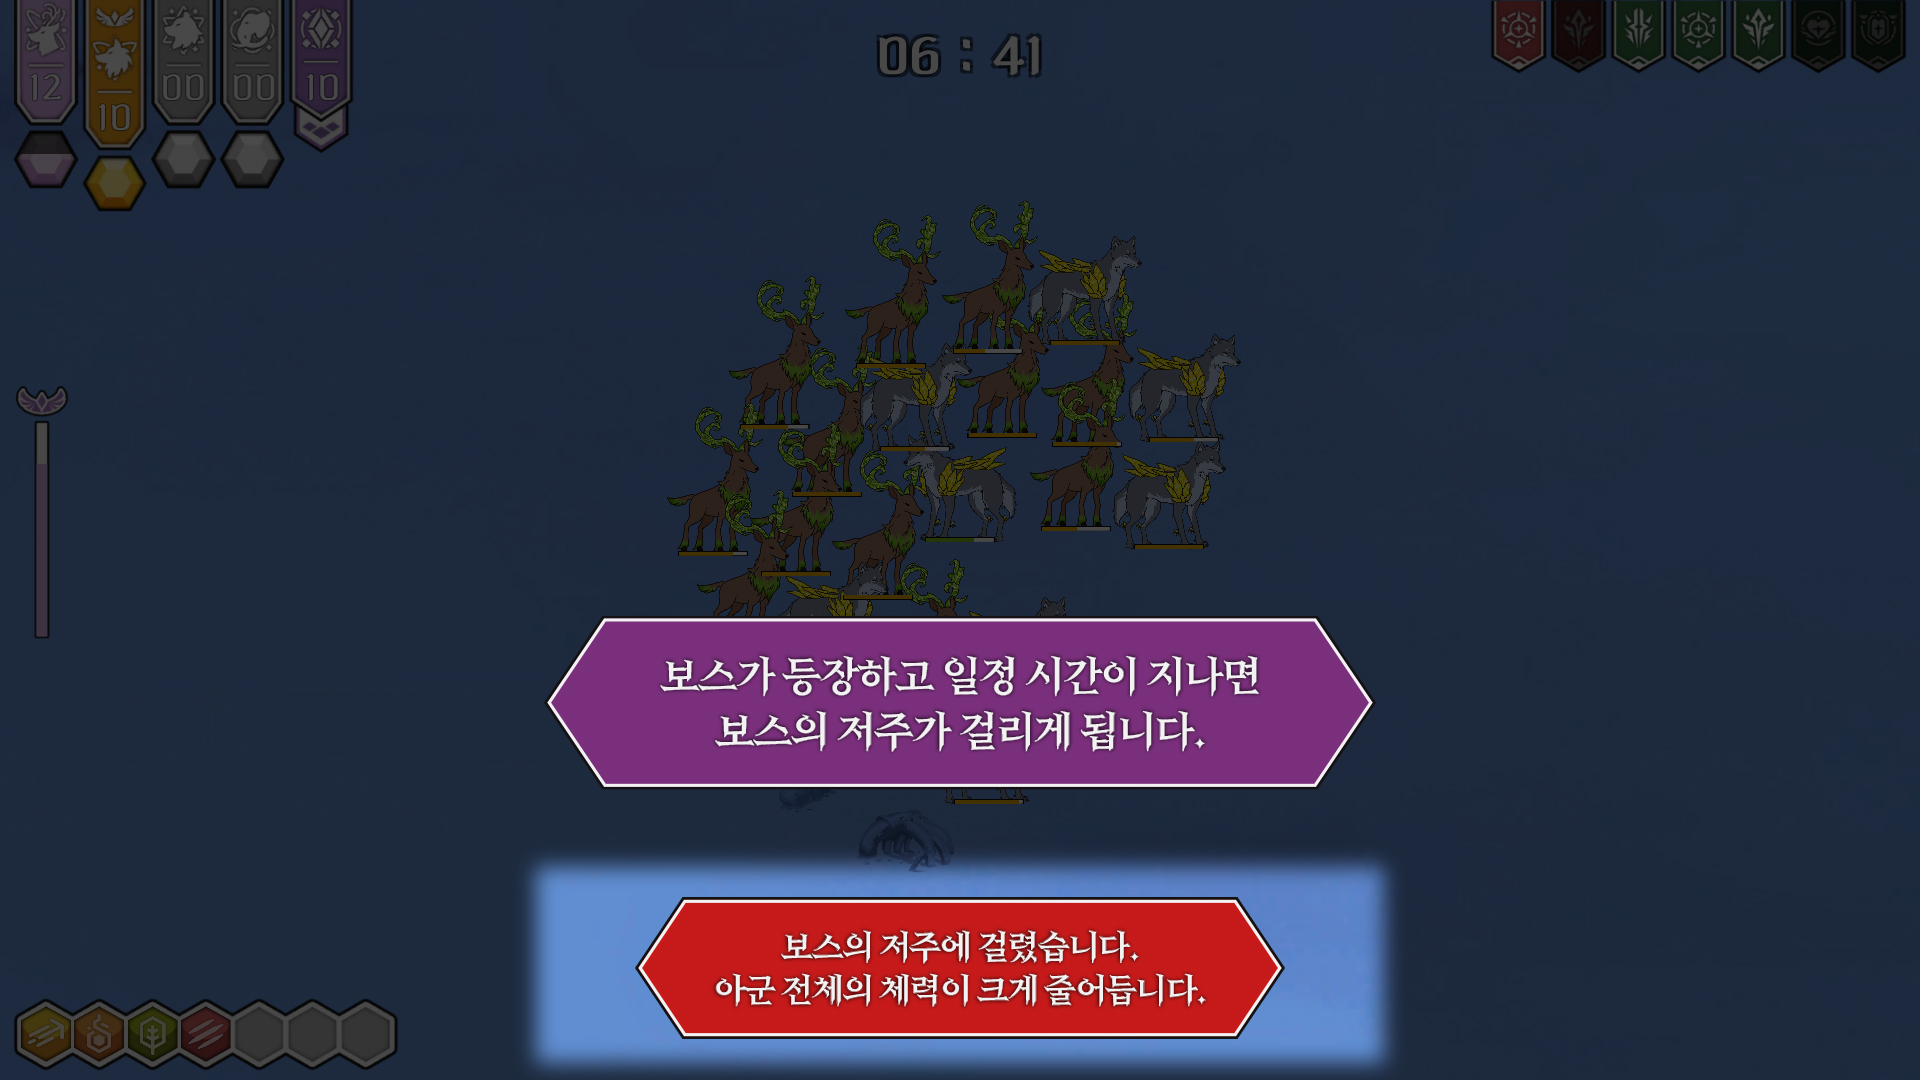 12
10
00
00
10
06 : 41
보스가 등장하고 일정 시간이 지나면
보스의 저주가 걸리게 됩니다.
보스의 저주에 걸렸습니다.
아군 전체의 체력이 크게 줄어듭니다.